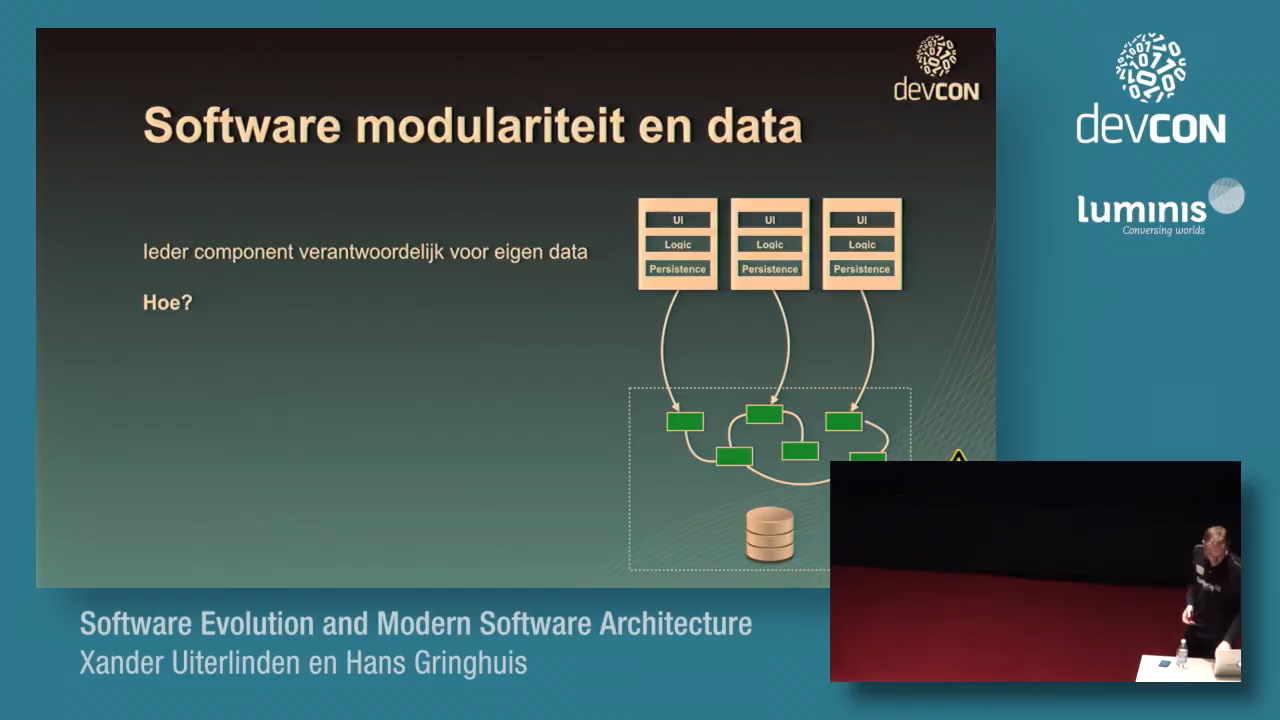 devCON
Software modulariteit en data
Ieder component verantwoordelijk voor eigen data
Hoe?
UI
Logic
Persistence
UI
Logic
Persistence
UI
Logic
Persistence
devCON
luminis
Conversing worlds
Software Evolution and Modern Software Architecture
Xander Uiterlinden en Hans Gringhuis